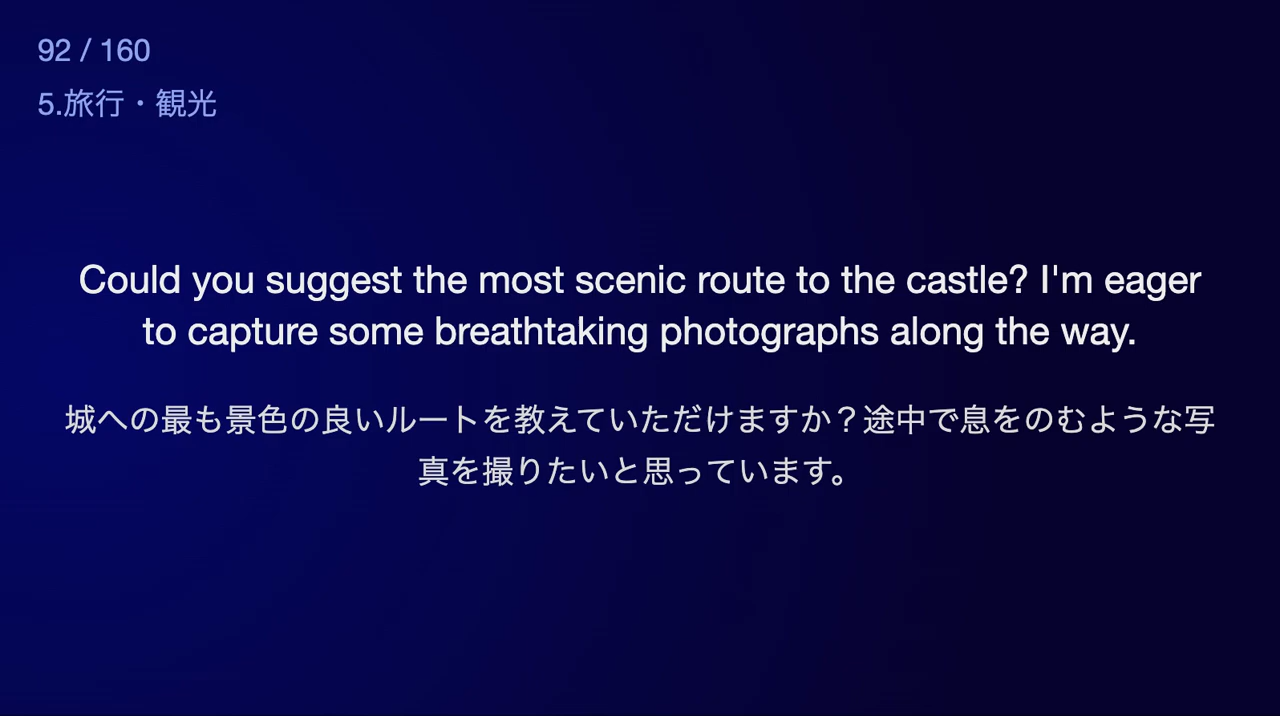 92 / 160
5.旅行・観光
Could you suggest the most scenic route to the castle? I'm eager
to capture some breathtaking photographs along the way.
城への最も景色の良いルートを教えていただけますか？途中で息をのむような写
真を撮りたいと思っています。